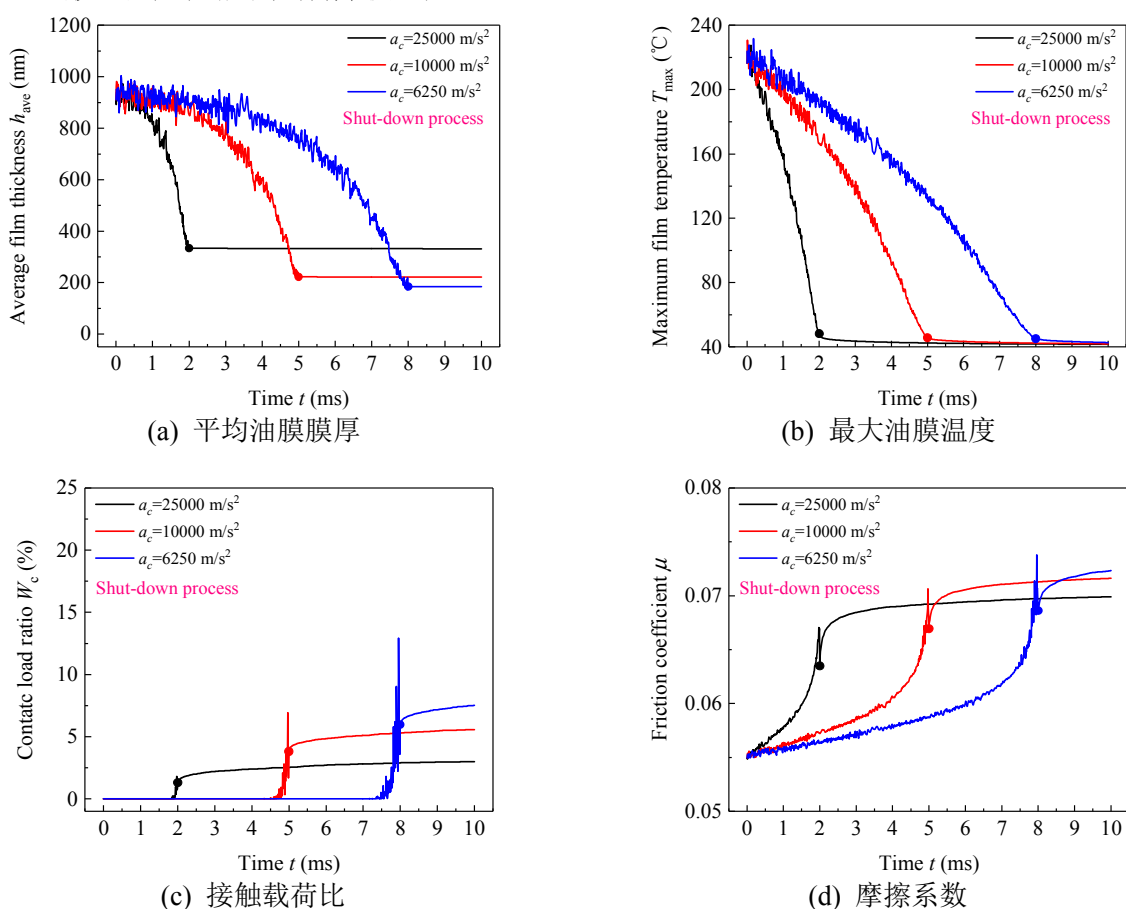 1200
1000
800
600
400
200
0
0 1 2 3 4 5 6 7 8 9 10
Average film thickness h_ave (nm)
Time t (ms)
a_c=25000 m/s²
a_c=10000 m/s²
a_c=6250 m/s²
Shut-down process
(a) 平均油膜膜厚
240
200
160
120
80
40
0 1 2 3 4 5 6 7 8 9 10
Maximum film temperature T_max (℃)
Time t (ms)
a_c=25000 m/s²
a_c=10000 m/s²
a_c=6250 m/s²
Shut-down process
(b) 最大油膜温度
25
20
15
10
5
0
0 1 2 3 4 5 6 7 8 9 10
Contatc load ratio W_c (%)
Time t (ms)
a_c=25000 m/s²
a_c=10000 m/s²
a_c=6250 m/s²
Shut-down process
(c) 接触载荷比
0.08
0.07
0.06
0.05
0 1 2 3 4 5 6 7 8 9 10
Friction coefficient μ
Time t (ms)
a_c=25000 m/s²
a_c=10000 m/s²
a_c=6250 m/s²
Shut-down process
(d) 摩擦系数